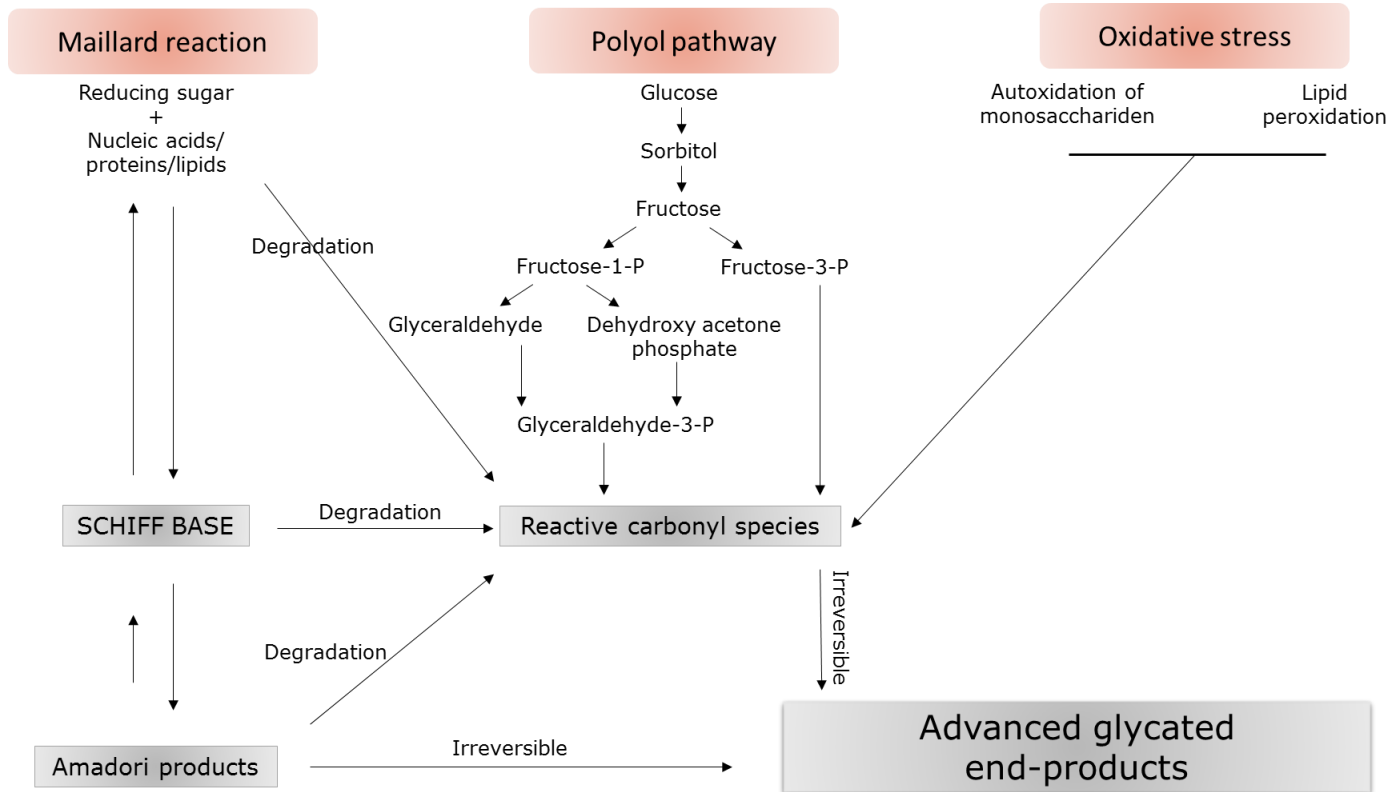 Maillard reaction
Polyol pathway
Oxidative stress
Reducing sugar
+
Nucleic acids/
proteins/lipids
Glucose
Autoxidation of
monosacchariden
Lipid
peroxidation
Sorbitol
Fructose
Degradation
Fructose-1-P
Fructose-3-P
Glyceraldehyde
Dehydroxy acetone
phosphate
Glyceraldehyde-3-P
SCHIFF BASE
Degradation
Reactive carbonyl species
Irreversible
Degradation
Amadori products
Irreversible
Advanced glycated
end-products